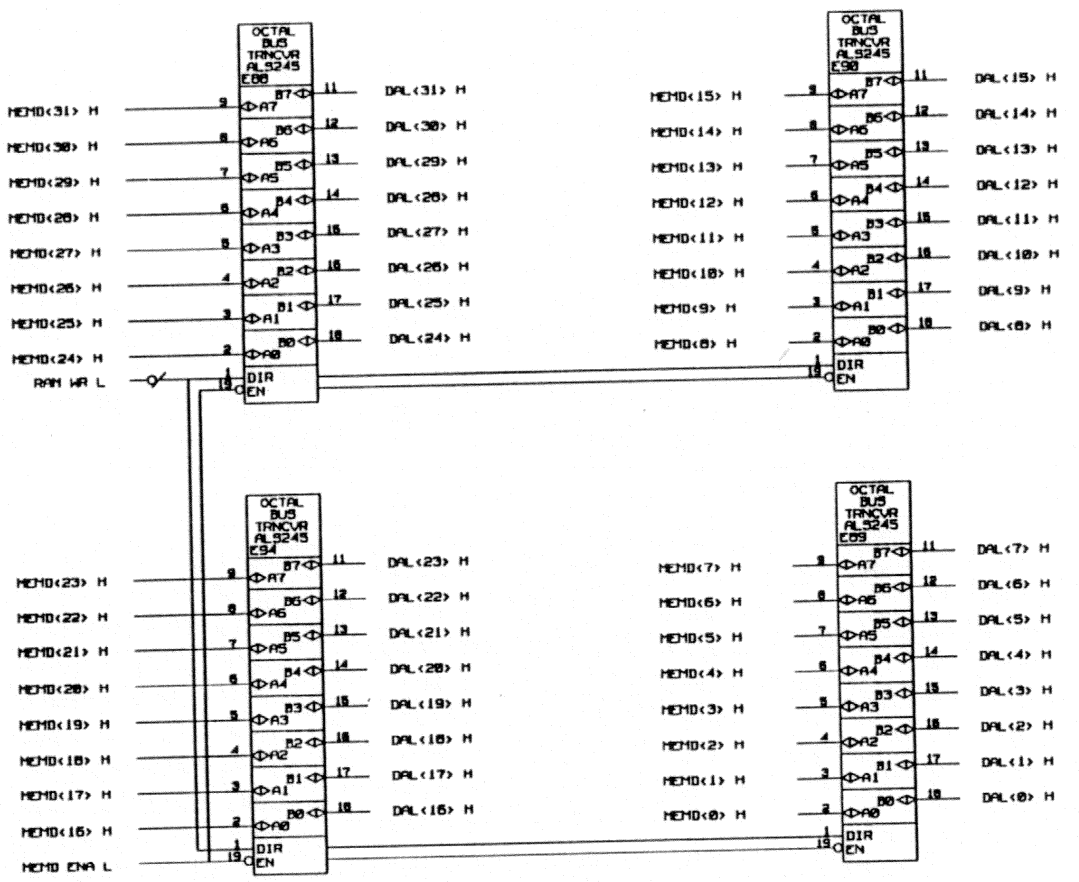 OCTAL
BUS
TRNCVR
ALS245
E88
MEMD<31> H 9 A7 B7 11 DAL<31> H
MEMD<30> H 8 A6 B6 12 DAL<30> H
MEMD<29> H 7 A5 B5 13 DAL<29> H
MEMD<28> H 6 A4 B4 14 DAL<28> H
MEMD<27> H 5 A3 B3 15 DAL<27> H
MEMD<26> H 4 A2 B2 16 DAL<26> H
MEMD<25> H 3 A1 B1 17 DAL<25> H
MEMD<24> H 2 A0 B0 18 DAL<24> H
RAM WR L 1 DIR
19 EN
OCTAL
BUS
TRNCVR
ALS245
E90
MEMD<15> H 9 A7 B7 11 DAL<15> H
MEMD<14> H 8 A6 B6 12 DAL<14> H
MEMD<13> H 7 A5 B5 13 DAL<13> H
MEMD<12> H 6 A4 B4 14 DAL<12> H
MEMD<11> H 5 A3 B3 15 DAL<11> H
MEMD<10> H 4 A2 B2 16 DAL<10> H
MEMD<9> H 3 A1 B1 17 DAL<9> H
MEMD<8> H 2 A0 B0 18 DAL<8> H
1 DIR
19 EN
OCTAL
BUS
TRNCVR
ALS245
E94
MEMD<23> H 9 A7 B7 11 DAL<23> H
MEMD<22> H 8 A6 B6 12 DAL<22> H
MEMD<21> H 7 A5 B5 13 DAL<21> H
MEMD<20> H 6 A4 B4 14 DAL<20> H
MEMD<19> H 5 A3 B3 15 DAL<19> H
MEMD<18> H 4 A2 B2 16 DAL<18> H
MEMD<17> H 3 A1 B1 17 DAL<17> H
MEMD<16> H 2 A0 B0 18 DAL<16> H
1 DIR
MEMD ENA L 19 EN
OCTAL
BUS
TRNCVR
ALS245
E89
MEMD<7> H 9 A7 B7 11 DAL<7> H
MEMD<6> H 8 A6 B6 12 DAL<6> H
MEMD<5> H 7 A5 B5 13 DAL<5> H
MEMD<4> H 6 A4 B4 14 DAL<4> H
MEMD<3> H 5 A3 B3 15 DAL<3> H
MEMD<2> H 4 A2 B2 16 DAL<2> H
MEMD<1> H 3 A1 B1 17 DAL<1> H
MEMD<0> H 2 A0 B0 18 DAL<0> H
1 DIR
19 EN